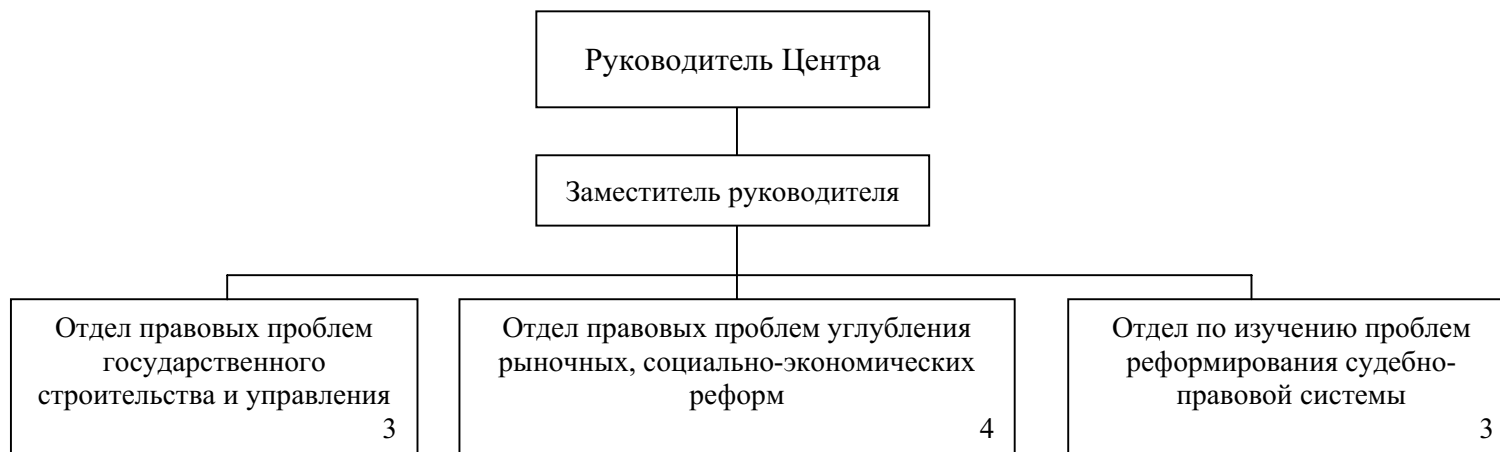 Руководитель Центра
Заместитель руководителя
Отдел правовых проблем
государственного
строительства и управления
3
Отдел правовых проблем углубления
рыночных, социально-экономических
реформ
4
Отдел по изучению проблем
реформирования судебно-
правовой системы
3